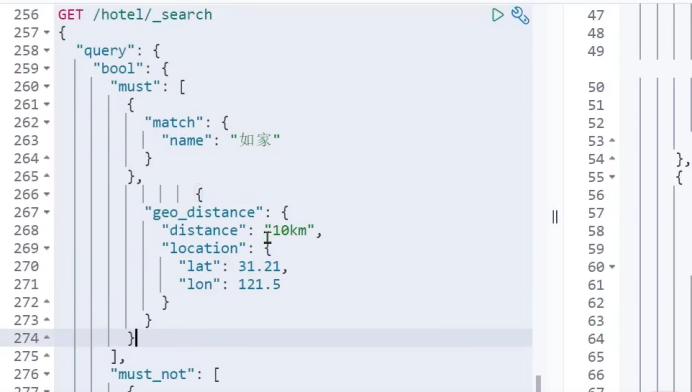 256 GET /hotel/_search
257 {
258 "query": {
259 "bool": {
260 "must": [
261 {
262 "match": {
263 "name": "如家"
264 }
265 },
266 {
267 "geo_distance": {
268 "distance": "10km",
269 "location": {
270 "lat": 31.21,
271 "lon": 121.5
272 }
273 }
274 }
275 ],
276 "must_not": [
277 {
47
48
49
50
51
52
53
54 },
55 {
56
57
58
59
60
61
62
63
64
65
66